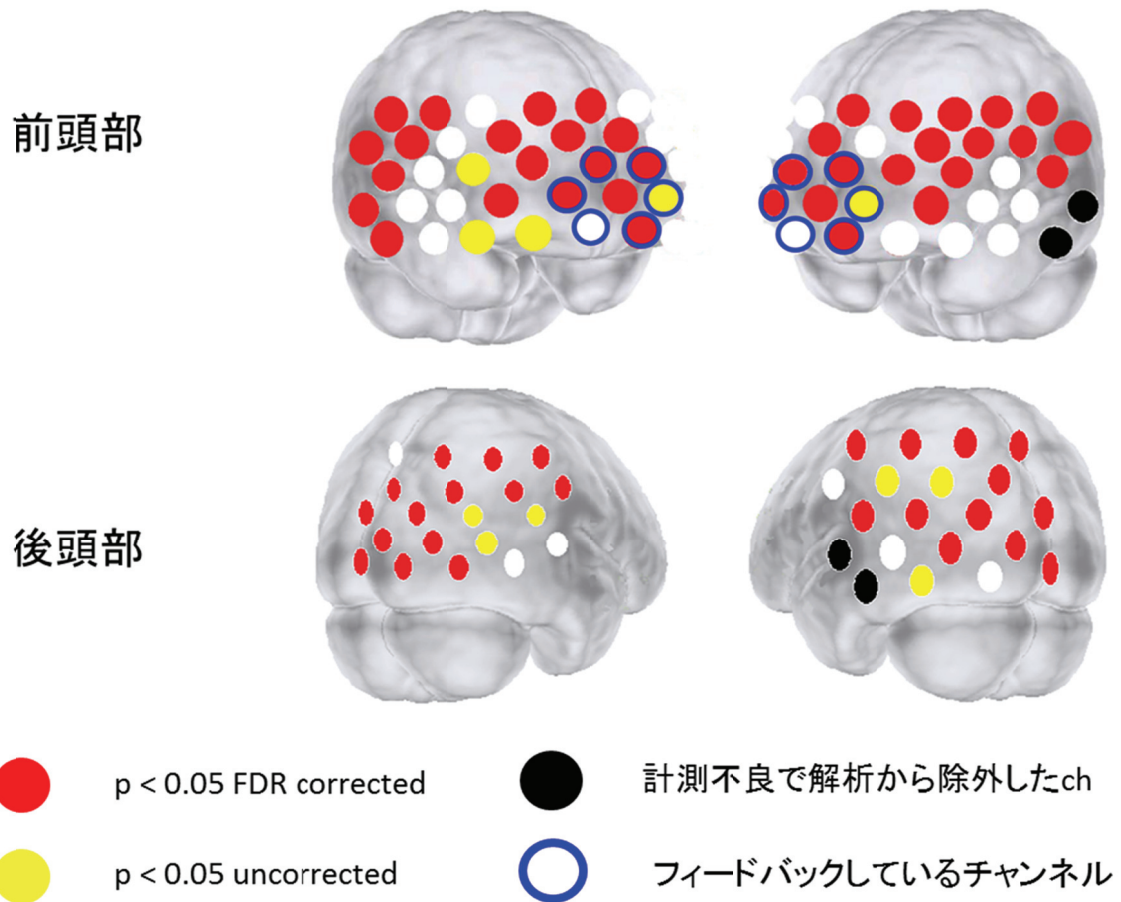 前頭部
後頭部
p < 0.05 FDR corrected
計測不良で解析から除外したch
p < 0.05 uncorrected
フィードバックしているチャンネル